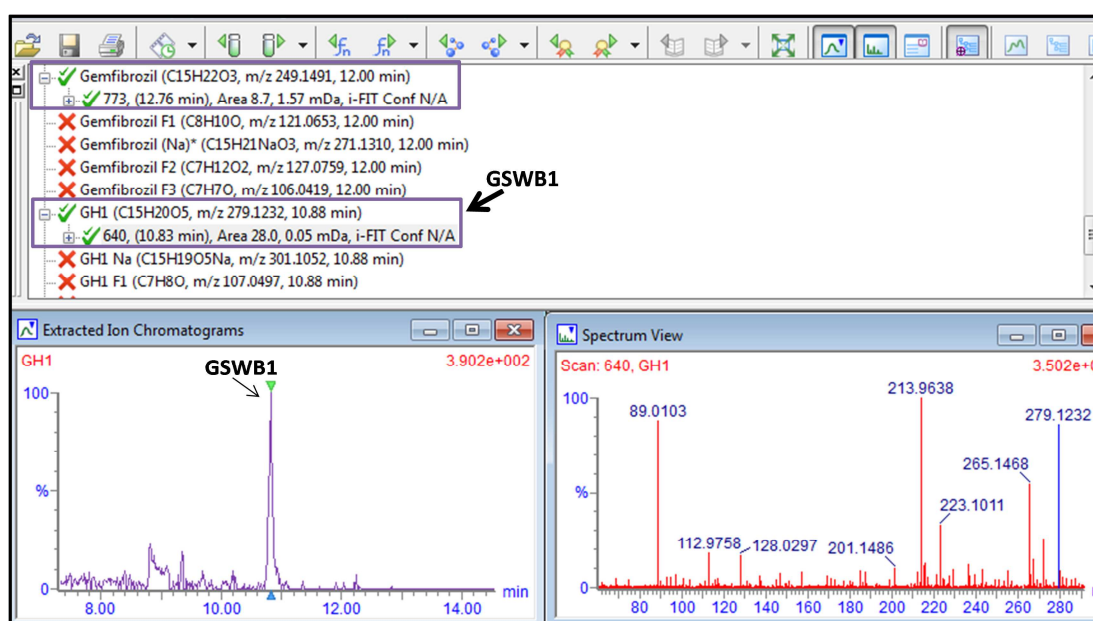 Gemfibrozil (C15H22O3, m/z 249.1491, 12.00 min)
773, (12.76 min), Area 8.7, 1.57 mDa, i-FIT Conf N/A
Gemfibrozil F1 (C8H10O, m/z 121.0653, 12.00 min)
Gemfibrozil (Na)* (C15H21NaO3, m/z 271.1310, 12.00 min)
Gemfibrozil F2 (C7H12O2, m/z 127.0759, 12.00 min)
Gemfibrozil F3 (C7H7O, m/z 106.0419, 12.00 min)
GSWB1
GH1 (C15H20O5, m/z 279.1232, 10.88 min)
640, (10.83 min), Area 28.0, 0.05 mDa, i-FIT Conf N/A
GH1 Na (C15H19O5Na, m/z 301.1052, 10.88 min)
GH1 F1 (C7H8O, m/z 107.0497, 10.88 min)
Extracted Ion Chromatograms
GH1
3.902e+002
GSWB1
100
%
0
8.00 10.00 12.00 14.00 min
Spectrum View
Scan: 640, GH1
3.502e+0
100
%
0
213.9638
89.0103
279.1232
265.1468
223.1011
112.9758 128.0297 201.1486
80 100 120 140 160 180 200 220 240 260 280